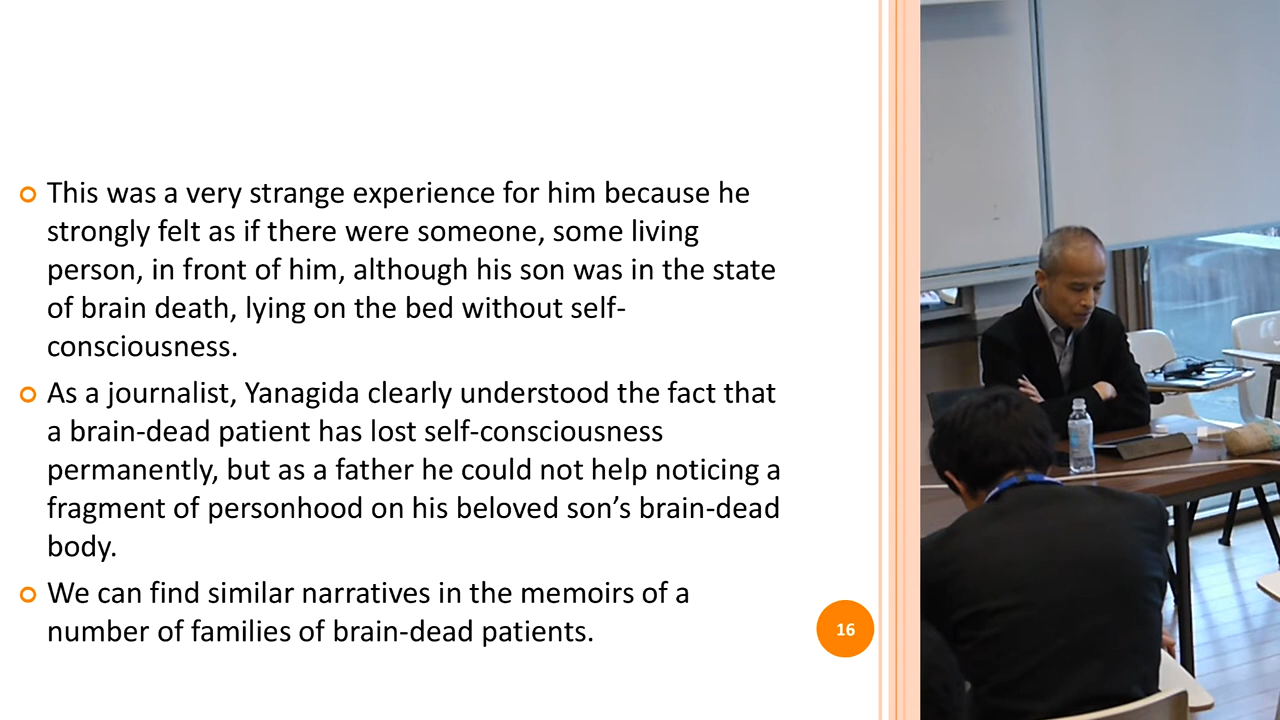 This was a very strange experience for him because he
strongly felt as if there were someone, some living
person, in front of him, although his son was in the state
of brain death, lying on the bed without self-
consciousness.
As a journalist, Yanagida clearly understood the fact that
a brain-dead patient has lost self-consciousness
permanently, but as a father he could not help noticing a
fragment of personhood on his beloved son’s brain-dead
body.
We can find similar narratives in the memoirs of a
number of families of brain-dead patients.
16